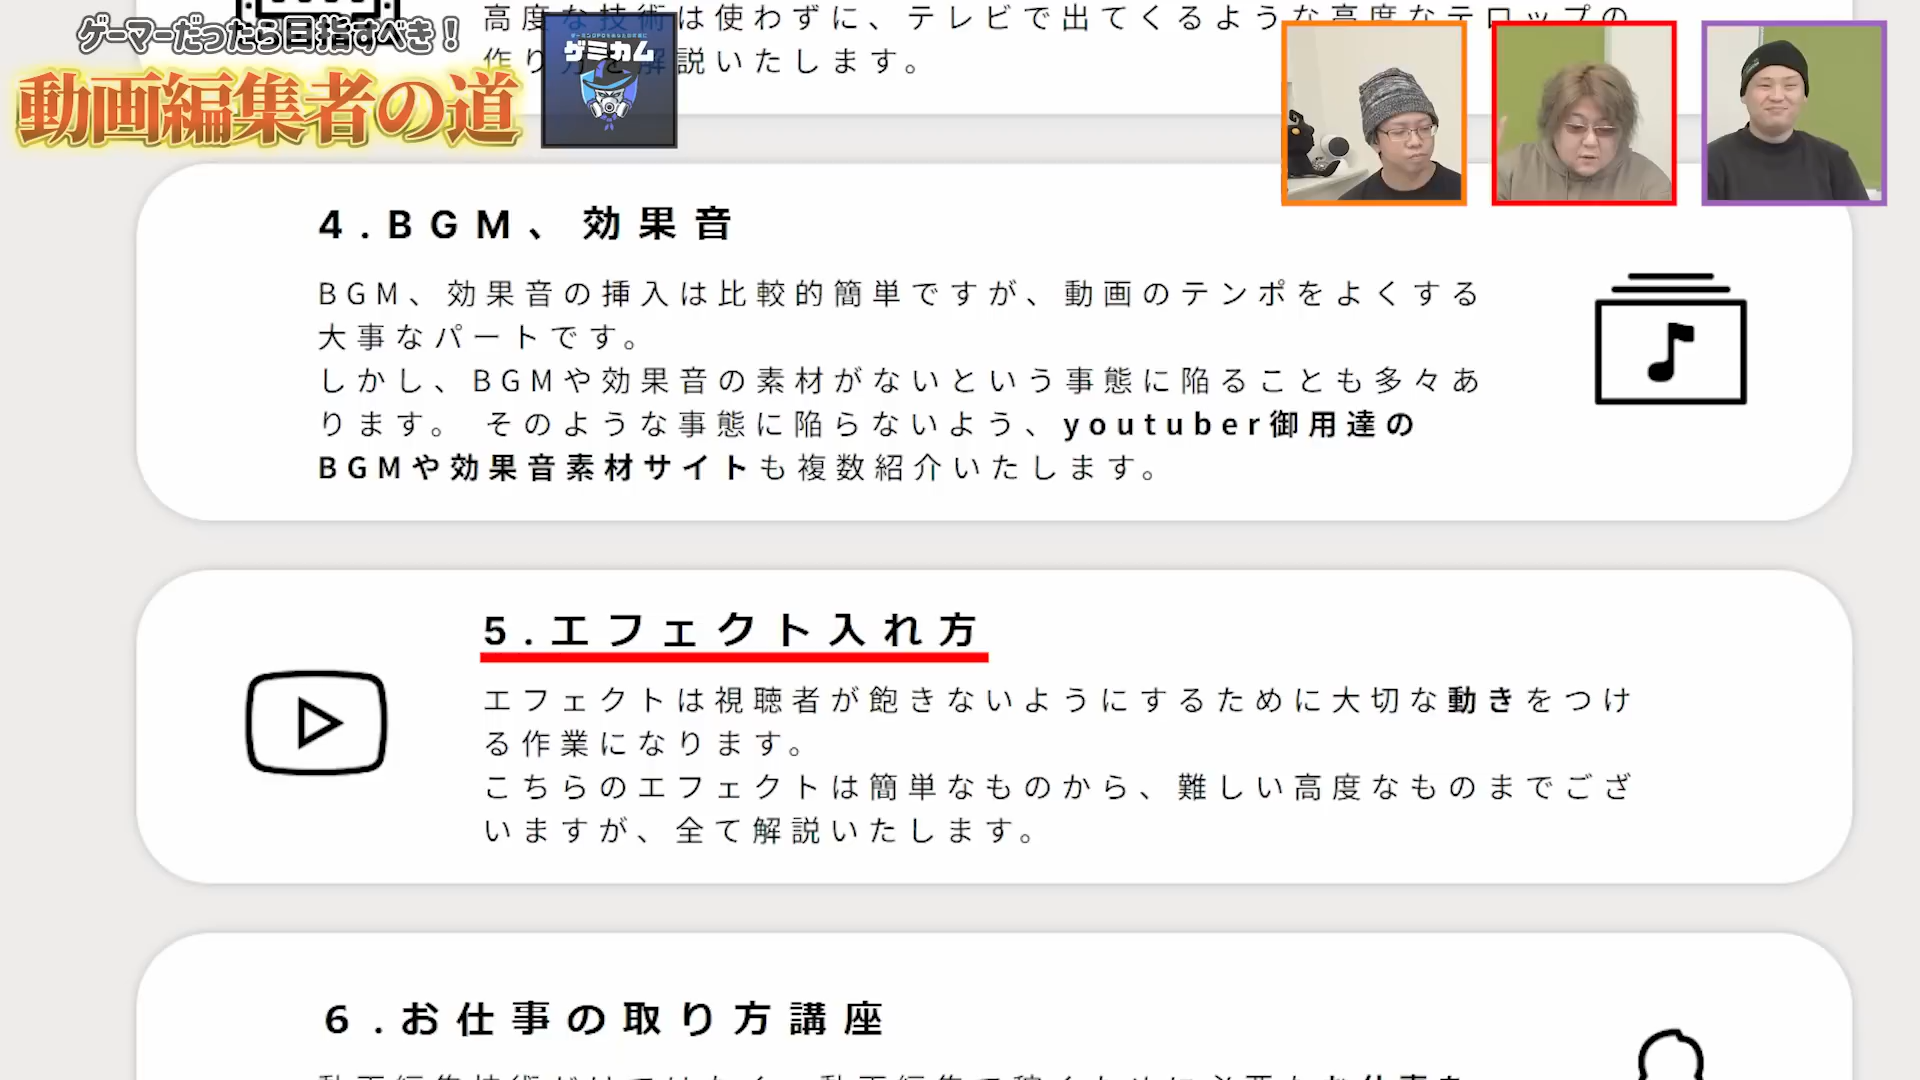 ゲーマーだったら目指すべき!
動画編集者の道
ゲミカム
高度な技術は使わずに、テレビで出てくるような高度なテロップの
作り方を解説いたします。
4.BGM、効果音
BGM、効果音の挿入は比較的簡単ですが、動画のテンポをよくする
大事なパートです。
しかし、BGMや効果音の素材がないという事態に陥ることも多々あ
ります。 そのような事態に陥らないよう、youtuber御用達の
BGMや効果音素材サイトも複数紹介いたします。
5.エフェクト入れ方
エフェクトは視聴者が飽きないようにするために大切な動きをつけ
る作業になります。
こちらのエフェクトは簡単なものから、難しい高度なものまでござ
いますが、全て解説いたします。
6.お仕事の取り方講座